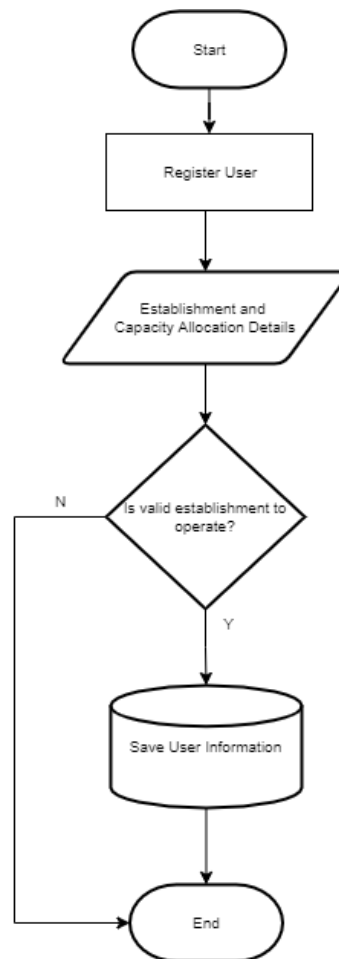 Start
Register User
Establishment and
Capacity Allocation Details
Is valid establishment to
operate?
N
Y
Save User Information
End